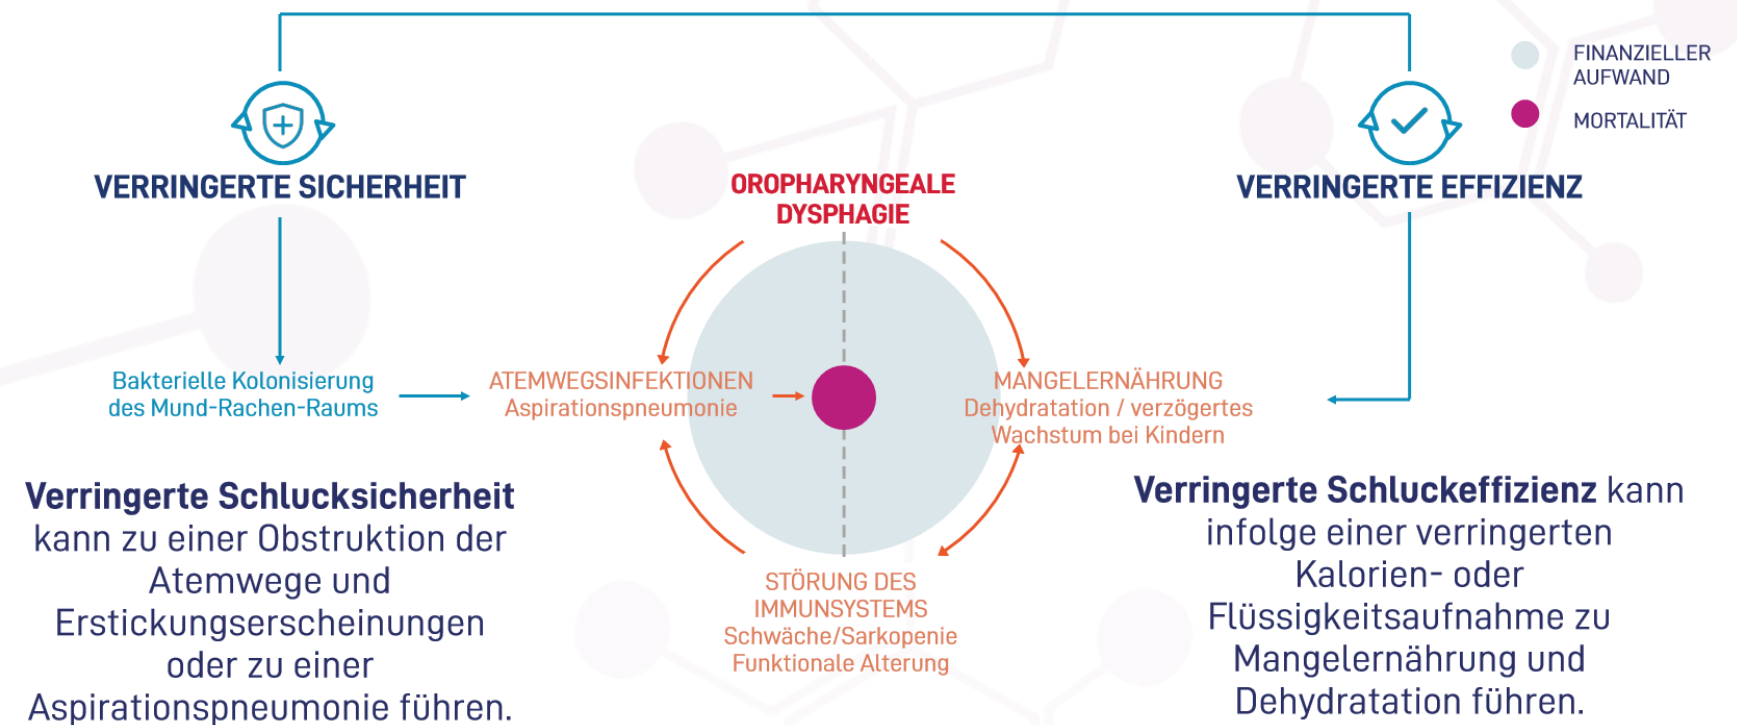 FINANZIELLER
AUFWAND
MORTALITÄT
VERRINGERTE SICHERHEIT
OROPHARYNGEALE
DYSPHAGIE
VERRINGERTE EFFIZIENZ
Bakterielle Kolonisierung
des Mund-Rachen-Raums
ATEMWEGSINFEKTIONEN
Aspirationspneumonie
MANGELERNÄHRUNG
Dehydratation / verzögertes
Wachstum bei Kindern
Verringerte Schlucksicherheit
kann zu einer Obstruktion der
Atemwege und
Erstickungserscheinungen
oder zu einer
Aspirationspneumonie führen.
STÖRUNG DES
IMMUNSYSTEMS
Schwäche/Sarkopenie
Funktionale Alterung
Verringerte Schluckeffizienz kann
infolge einer verringerten
Kalorien- oder
Flüssigkeitsaufnahme zu
Mangelernährung und
Dehydratation führen.